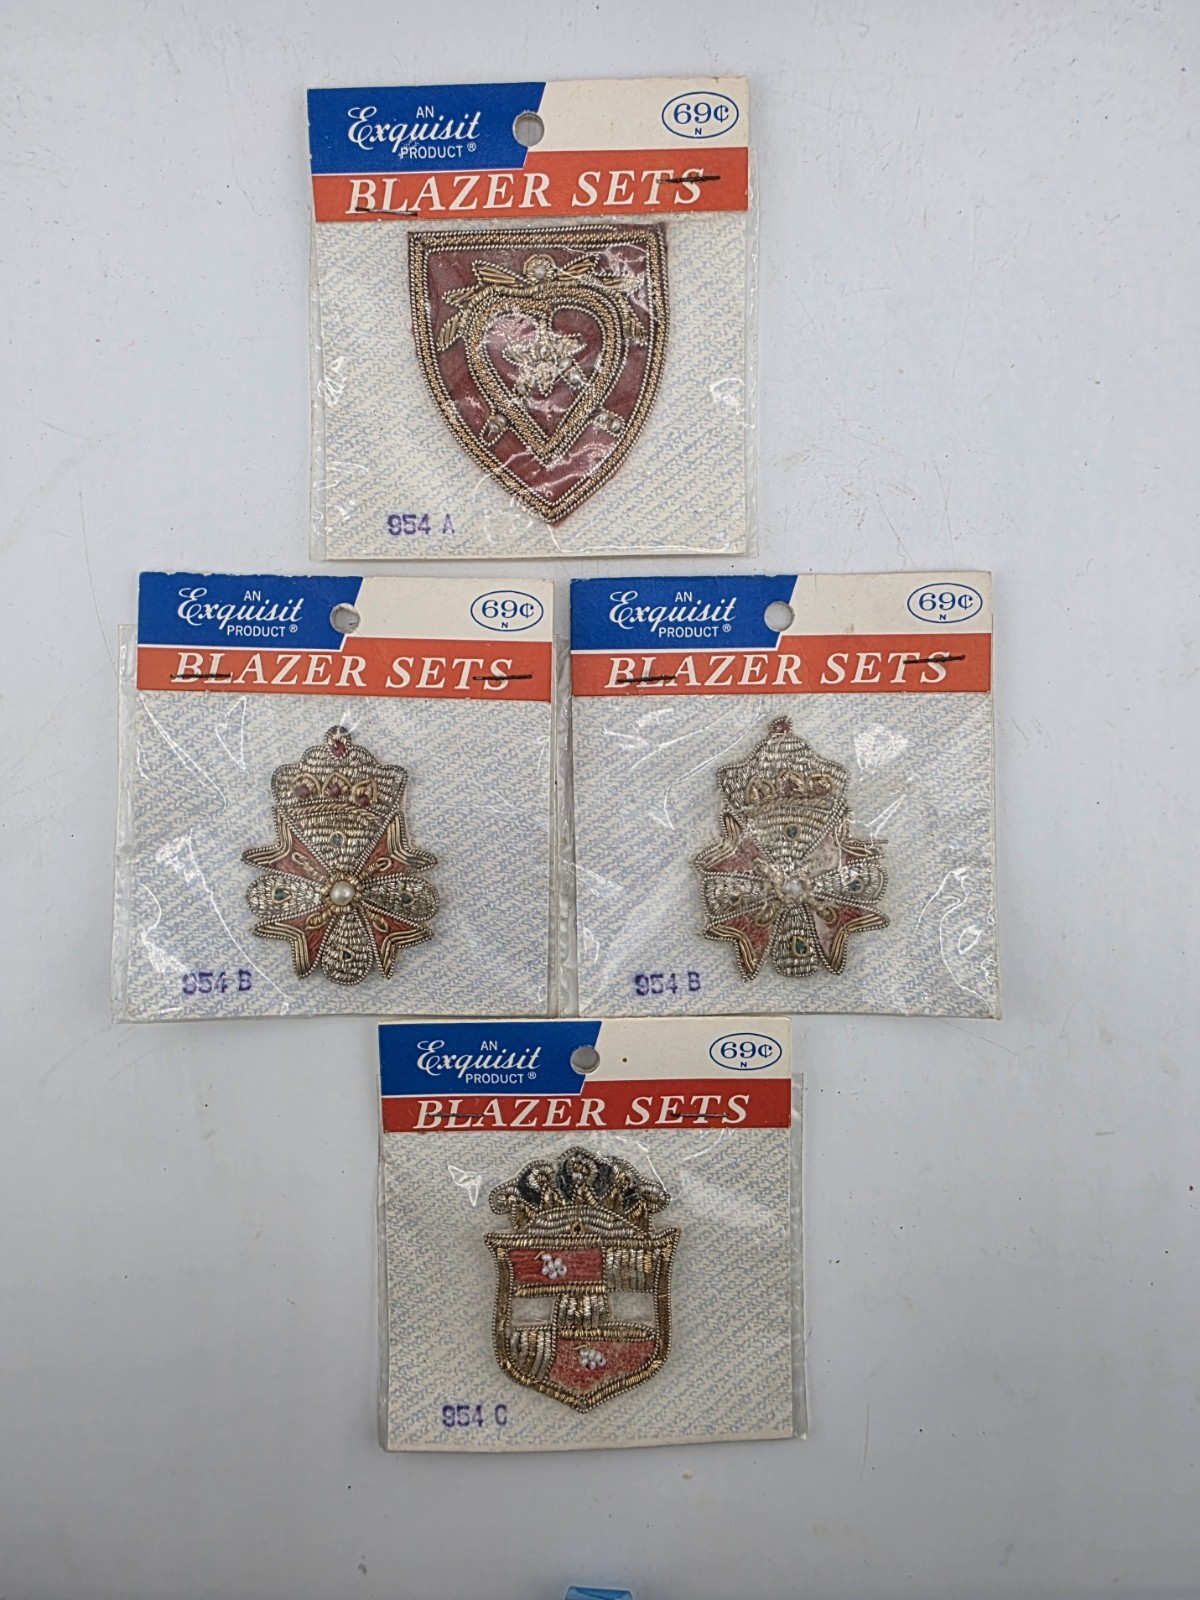 AN
Exquisit
PRODUCT®
69¢
N
BLAZER SETS
954 A
AN
Exquisit
PRODUCT®
69¢
N
BLAZER SETS
954 B
AN
Exquisit
PRODUCT®
69¢
N
BLAZER SETS
954 B
AN
Exquisit
PRODUCT®
69¢
N
BLAZER SETS
954 C